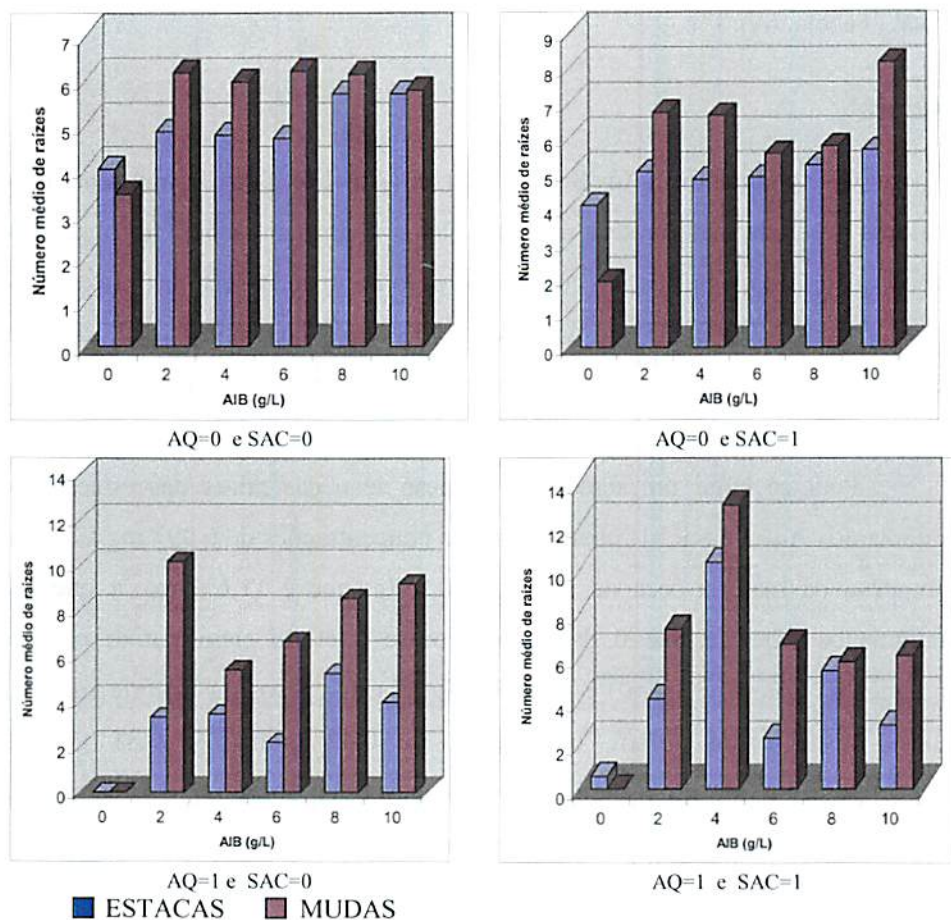 7
6
5
4
3
2
1
0
Número médio de raízes
0 2 4 6 8 10
AIB (g/L)
AQ=0 e SAC=0
9
8
7
6
5
4
3
2
1
0
Número médio de raízes
0 2 4 6 8 10
AIB (g/L)
AQ=0 e SAC=1
14
12
10
8
6
4
2
0
Número médio de raízes
0 2 4 6 8 10
AIB (g/L)
AQ=1 e SAC=0
14
12
10
8
6
4
2
0
Número médio de raizes
0 2 4 6 8 10
AIB (g/L)
AQ=1 e SAC=1
ESTACAS MUDAS